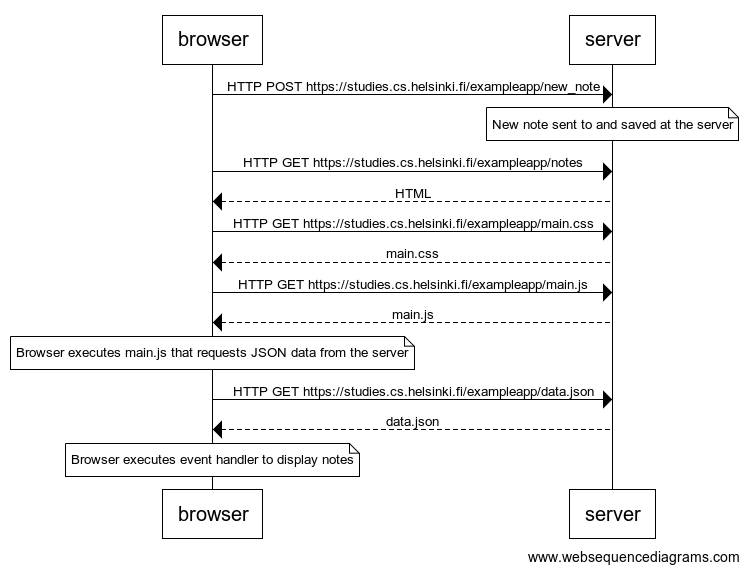 browser server
HTTP POST https://studies.cs.helsinki.fi/exampleapp/new_note
New note sent to and saved at the server
HTTP GET https://studies.cs.helsinki.fi/exampleapp/notes
HTML
HTTP GET https://studies.cs.helsinki.fi/exampleapp/main.css
main.css
HTTP GET https://studies.cs.helsinki.fi/exampleapp/main.js
main.js
Browser executes main.js that requests JSON data from the server
HTTP GET https://studies.cs.helsinki.fi/exampleapp/data.json
data.json
Browser executes event handler to display notes
browser server
www.websequencediagrams.com